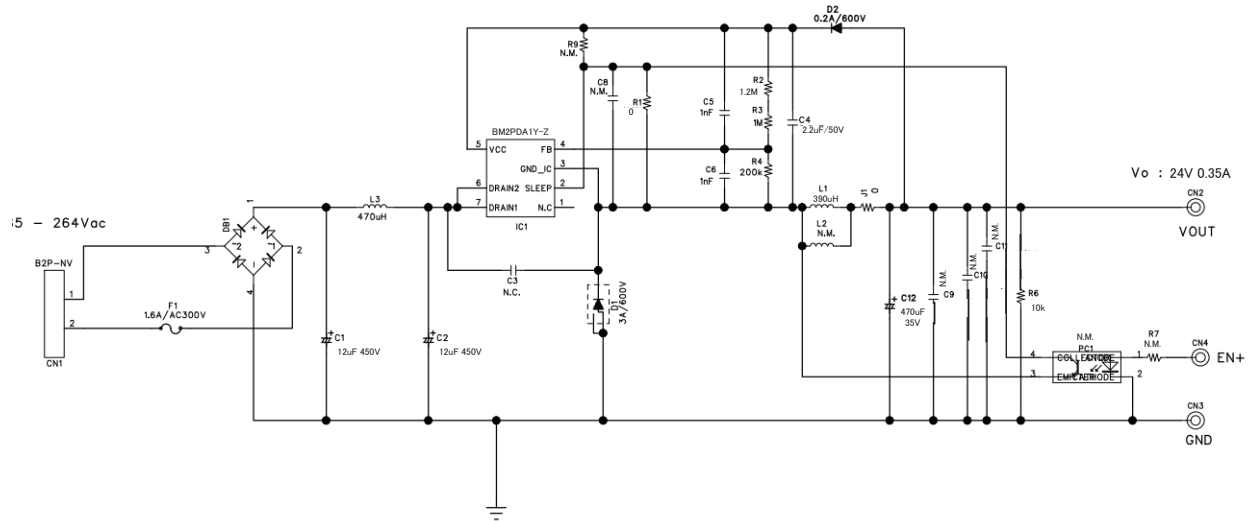 D2
0.2A/600V
R9
N.M.
C8
N.M.
R1
0
C5
1nF
R2
1.2M
R3
1M
C4
2.2uF/50V
BM2PDA1Y-Z
5 VCC FB 4
GND_IC 3
6 DRAIN2 SLEEP 2
7 DRAIN1 N.C 1
IC1
C6
1nF
R4
200k
Vo : 24V 0.35A
CN2
VOUT
L1
390uH
J1
0
L2
N.M.
L3
470uH
5 - 264Vac
DB1
1
+
~2
~1
3
2
-
4
B2P-NV
1
2
CN1
F1
1.6A/AC300V
C3
N.C.
D1
3A/600V
+
C1
12uF 450V
+
C2
12uF 450V
+
C12
470uF
35V
N.M.
C9
N.M.
C10
N.M.
R6
10k
N.M.
PC1
4
3
1
2
R7
N.M.
CN4
EN+
CN3
GND